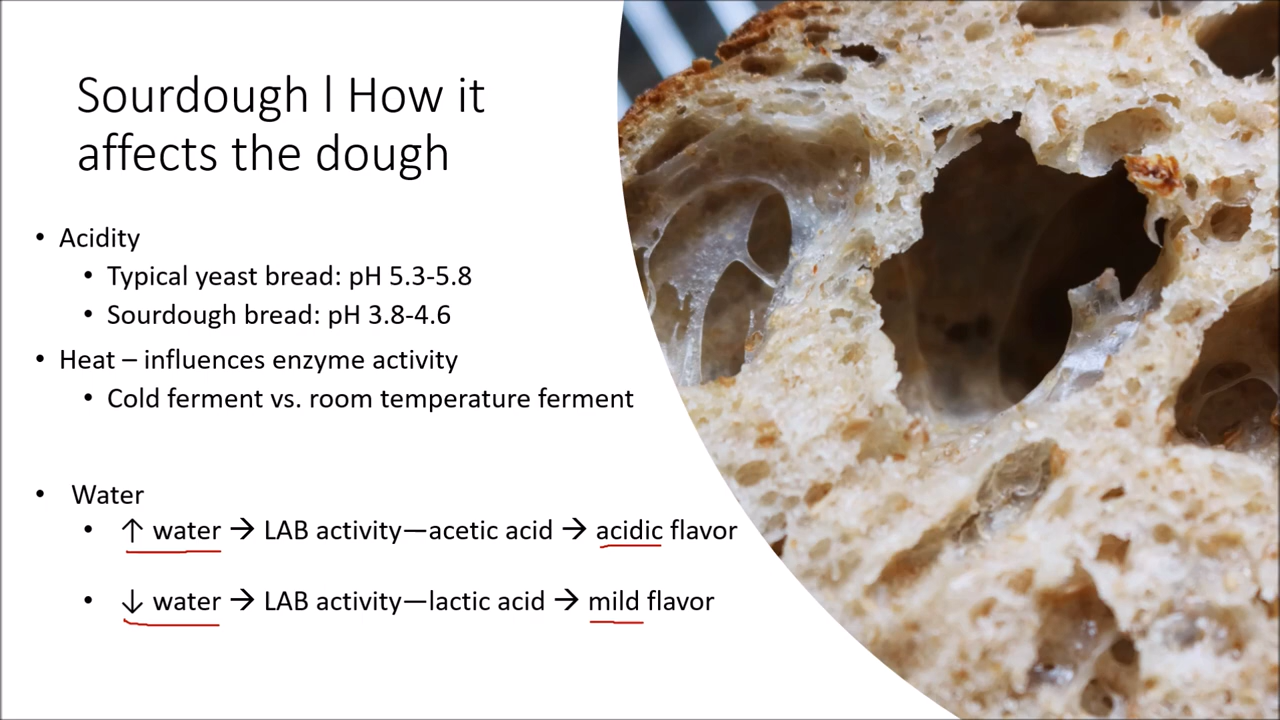 Sourdough l How it
affects the dough
• Acidity
• Typical yeast bread: pH 5.3-5.8
• Sourdough bread: pH 3.8-4.6
• Heat – influences enzyme activity
• Cold ferment vs. room temperature ferment
• Water
• ↑ water → LAB activity—acetic acid → acidic flavor
• ↓ water → LAB activity—lactic acid → mild flavor